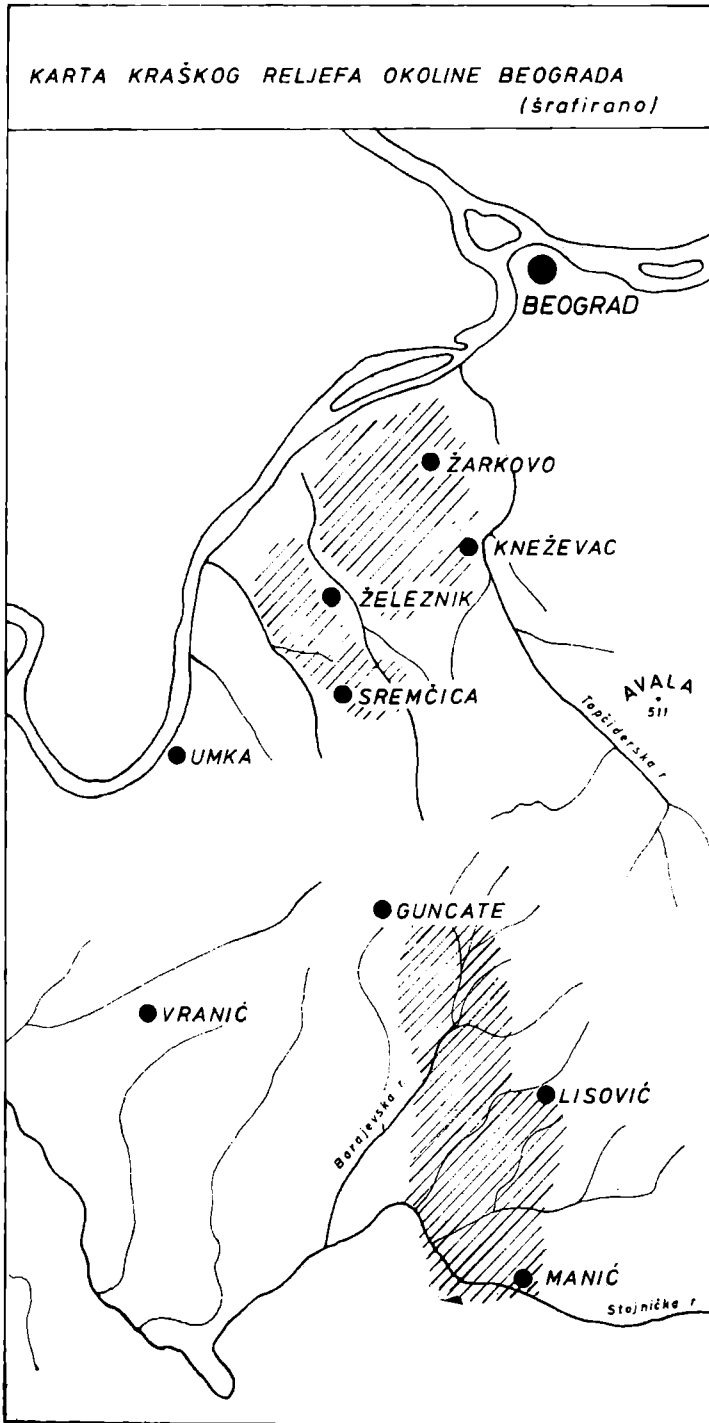 KARTA KRAŠKOG RELJEFA OKOLINE BEOGRADA
(šrafirano)
BEOGRAD
ŽARKOVO
KNEŽEVAC
ŽELEZNIK
AVALA
511
SREMČICA
Topčiderska r.
UMKA
GUNCATE
VRANIĆ
LISOVIĆ
Barajevska r.
MANIĆ
Stojnička r.